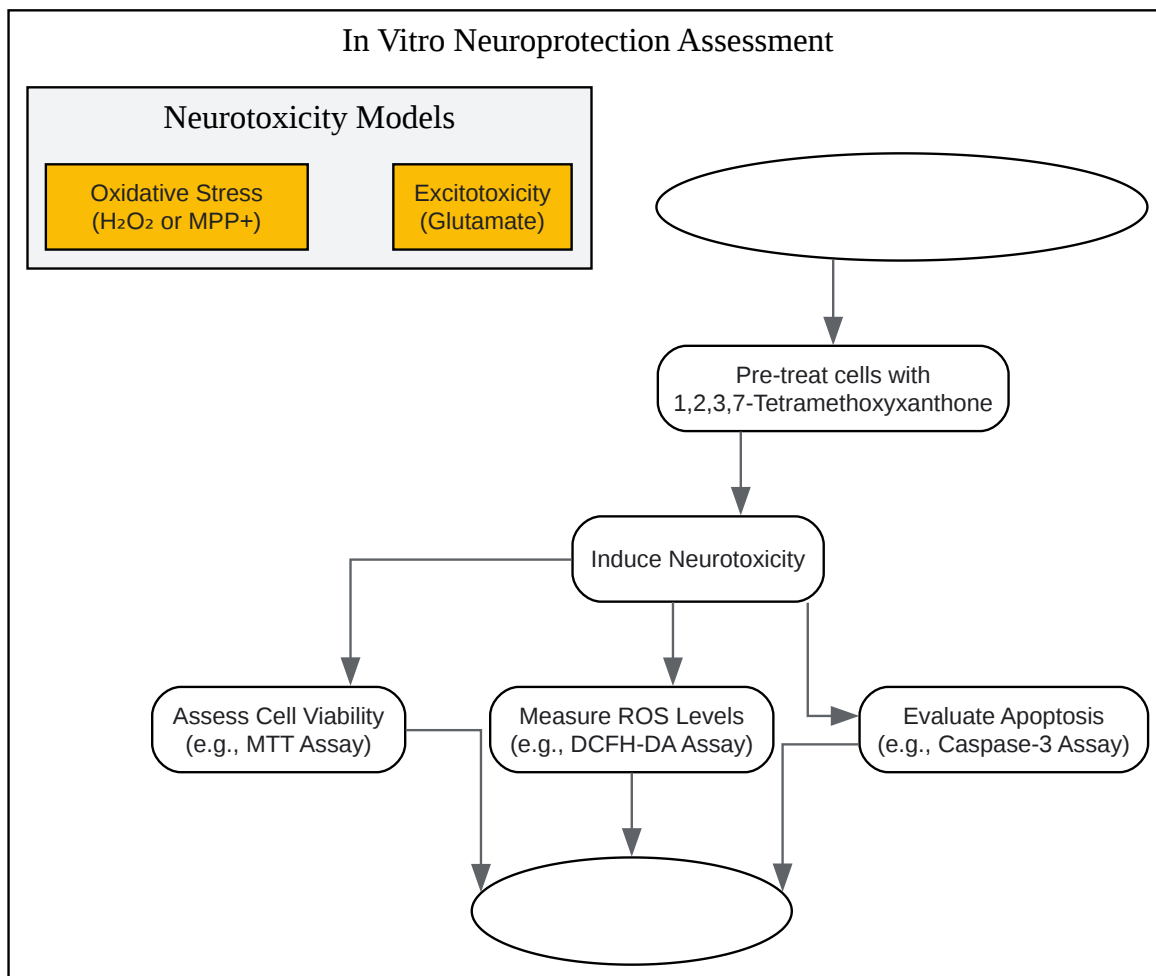 In Vitro Neuroprotection Assessment
Neurotoxicity Models
Oxidative Stress
(H₂O₂ or MPP+)
Excitotoxicity
(Glutamate)
Pre-treat cells with
1,2,3,7-Tetramethoxyxanthone
Induce Neurotoxicity
Assess Cell Viability
(e.g., MTT Assay)
Measure ROS Levels
(e.g., DCFH-DA Assay)
Evaluate Apoptosis
(e.g., Caspase-3 Assay)